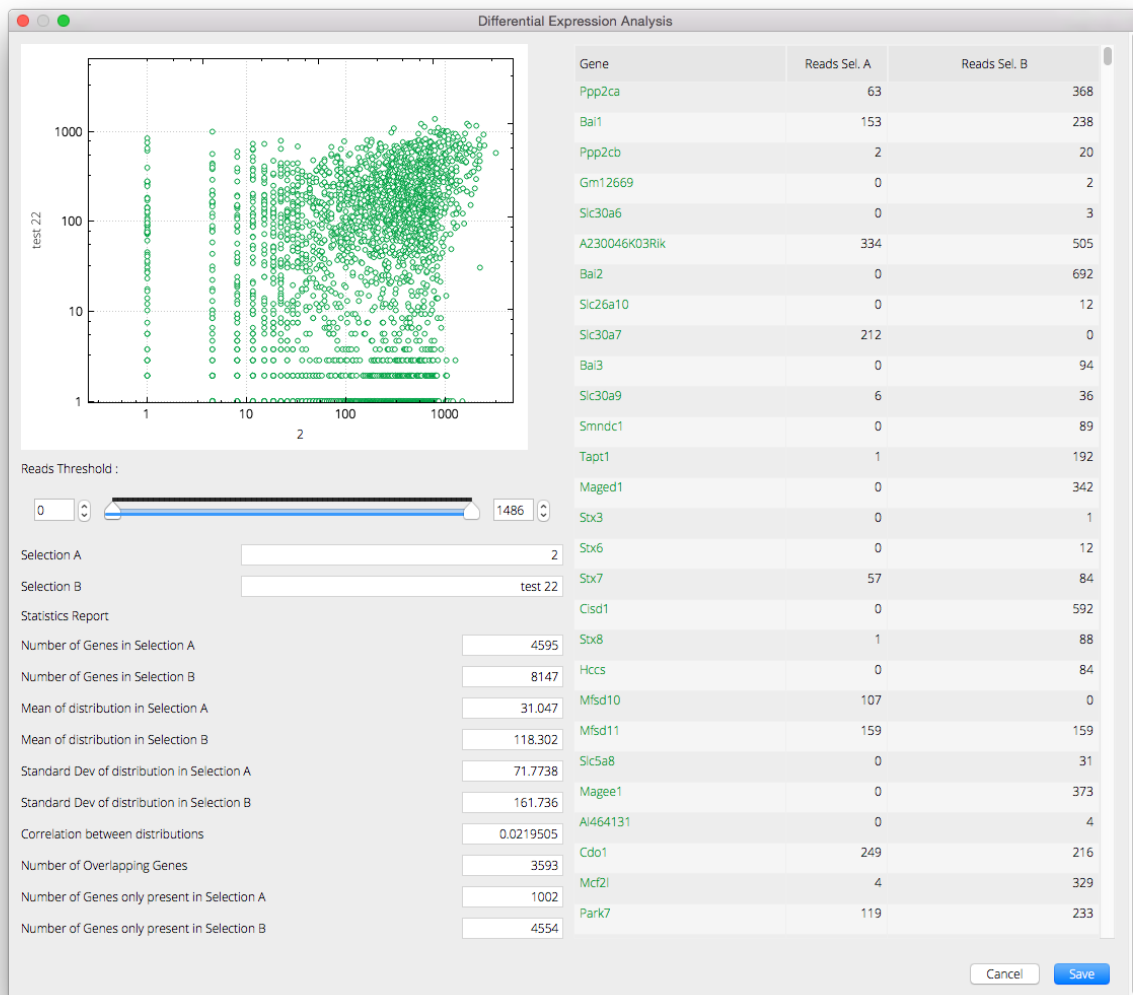 Differential Expression Analysis
1000
100
10
1
test 22
1 10 100 1000
2
Reads Threshold :
0 1486
Selection A 2
Selection B test 22
Statistics Report
Number of Genes in Selection A 4595
Number of Genes in Selection B 8147
Mean of distribution in Selection A 31.047
Mean of distribution in Selection B 118.302
Standard Dev of distribution in Selection A 71.7738
Standard Dev of distribution in Selection B 161.736
Correlation between distributions 0.0219505
Number of Overlapping Genes 3593
Number of Genes only present in Selection A 1002
Number of Genes only present in Selection B 4554
Gene Reads Sel. A Reads Sel. B
Ppp2ca 63 368
Bai1 153 238
Ppp2cb 2 20
Gm12669 0 2
Slc30a6 0 3
A230046K03Rik 334 505
Bai2 0 692
Slc26a10 0 12
Slc30a7 212 0
Bai3 0 94
Slc30a9 6 36
Smndc1 0 89
Tapt1 1 192
Maged1 0 342
Stx3 0 1
Stx6 0 12
Stx7 57 84
Cisd1 0 592
Stx8 1 88
Hccs 0 84
Mfsd10 107 0
Mfsd11 159 159
Slc5a8 0 31
Magee1 0 373
AI464131 0 4
Cdo1 249 216
Mcf2l 4 329
Park7 119 233
Cancel Save